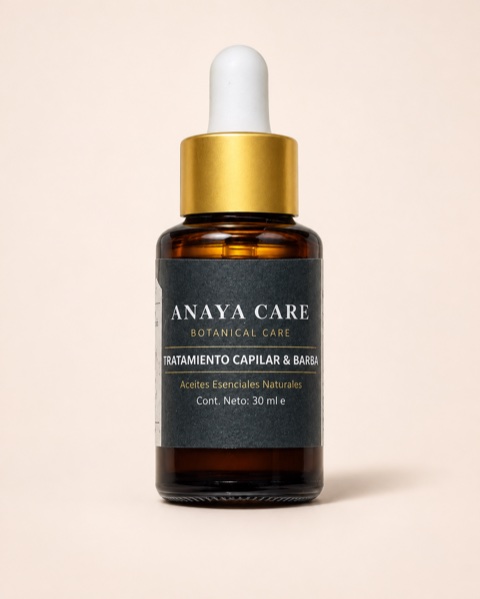 ANAYA CARE
BOTANICAL CARE
TRATAMIENTO CAPILAR & BARBA
Aceites Esenciales Naturales
Cont. Neto: 30 ml e